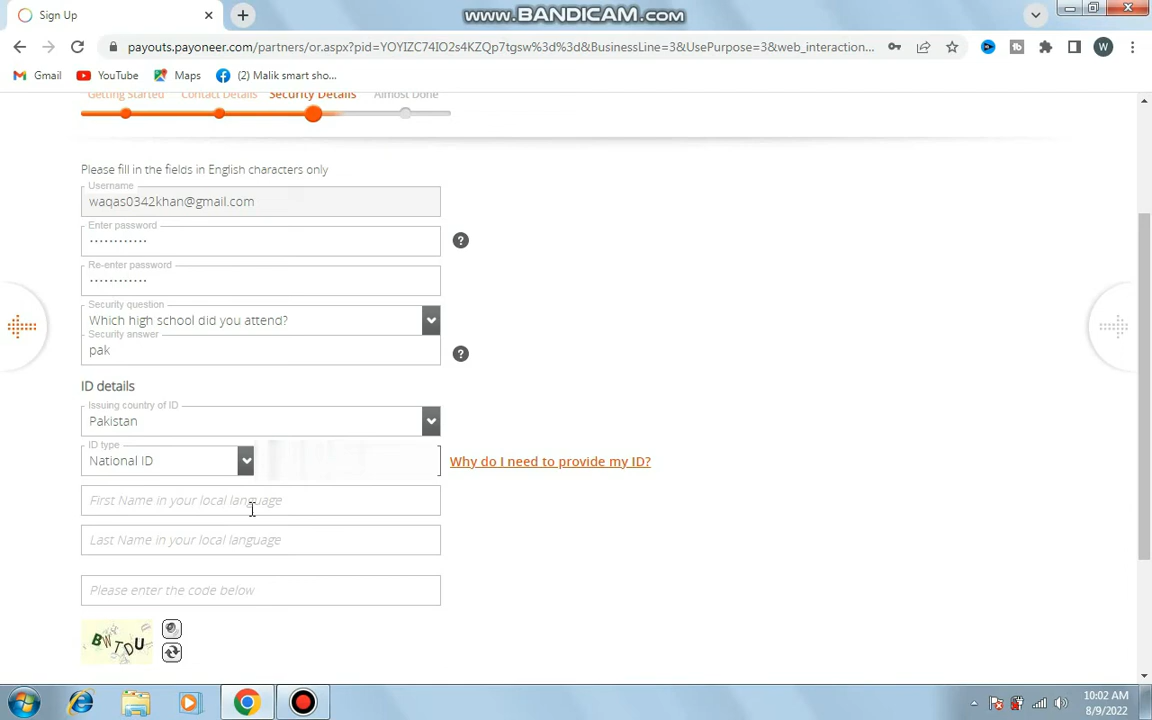 Sign Up
www.BANDICAM.com
payouts.payoneer.com/partners/or.aspx?pid=YOYIZC74IO2s4KZQp7tgsw%3d%3d&BusinessLine=3&UsePurpose=3&web_interaction...
W
Gmail
YouTube
Maps
(2) Malik smart sho...
Getting Started
Contact Details
Security Details
Almost Done
Please fill in the fields in English characters only
Username
waqas0342khan@gmail.com
Enter password
............
?
Re-enter password
............
Security question
Which high school did you attend?
Security answer
pak
?
ID details
Issuing country of ID
Pakistan
ID type
National ID
Why do I need to provide my ID?
First Name in your local language
Last Name in your local language
Please enter the code below
BWTDU
10:02 AM
8/9/2022